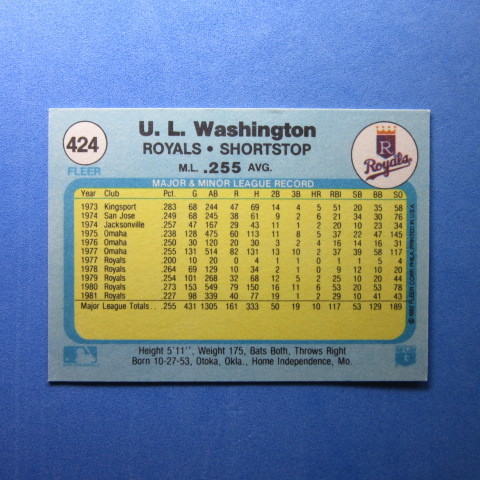 424
FLEER
U. L. Washington
ROYALS • SHORTSTOP
M.L. .255 AVG.
R
Royals
MAJOR & MINOR LEAGUE RECORD
Year Club Pct. G AB R H 2B 3B HR RBI SB BB SO
1973 Kingsport .283 68 244 47 69 14 4 5 51 20 35 58
1974 San Jose .249 68 245 38 61 9 2 6 21 34 30 76
1974 Jacksonville .257 47 167 29 43 11 1 2 20 10 23 34
1975 Omaha .238 128 475 60 113 10 8 5 37 22 47 145
1976 Omaha .250 30 120 20 30 3 2 4 16 14 16 31
1977 Omaha .255 131 514 82 131 13 10 2 37 39 58 117
1977 Royals .200 10 20 0 4 1 1 0 1 1 5 4
1978 Royals .264 69 129 10 34 2 1 0 9 12 10 20
1979 Royals .254 101 268 32 68 12 5 2 25 10 20 44
1980 Royals .273 153 549 79 150 16 11 6 53 20 53 78
1981 Royals .227 98 339 40 77 19 1 2 29 10 41 43
Major League Totals.. .255 431 1305 161 333 50 19 10 117 53 129 189
Height 5'11", Weight 175, Bats Both, Throws Right
Born 10-27-53, Otoka, Okla., Home Independence, Mo.
© 1982 FLEER CORP. PHILA. PRINTED IN U.S.A.